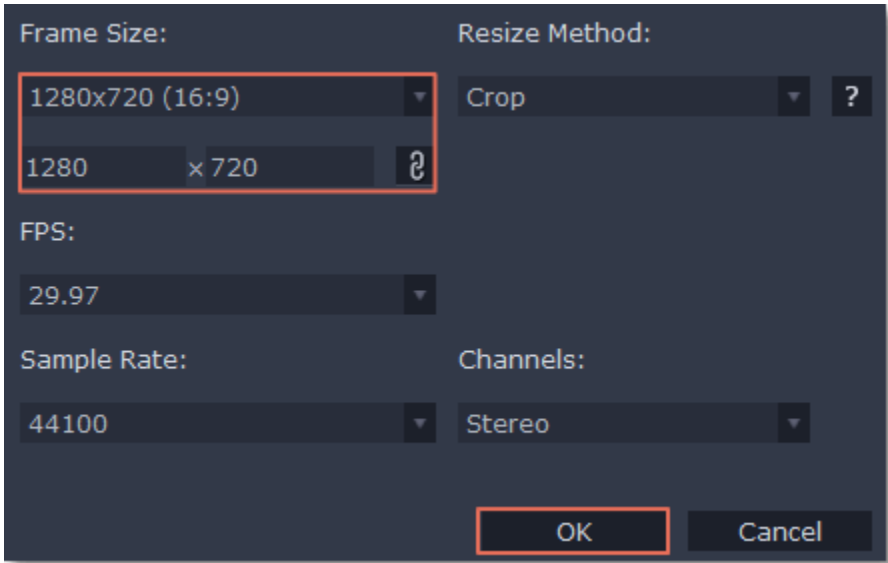 Frame Size: Resize Method:
1280x720 (16:9) Crop ?
1280 × 720
FPS:
29.97
Sample Rate: Channels:
44100 Stereo
OK Cancel